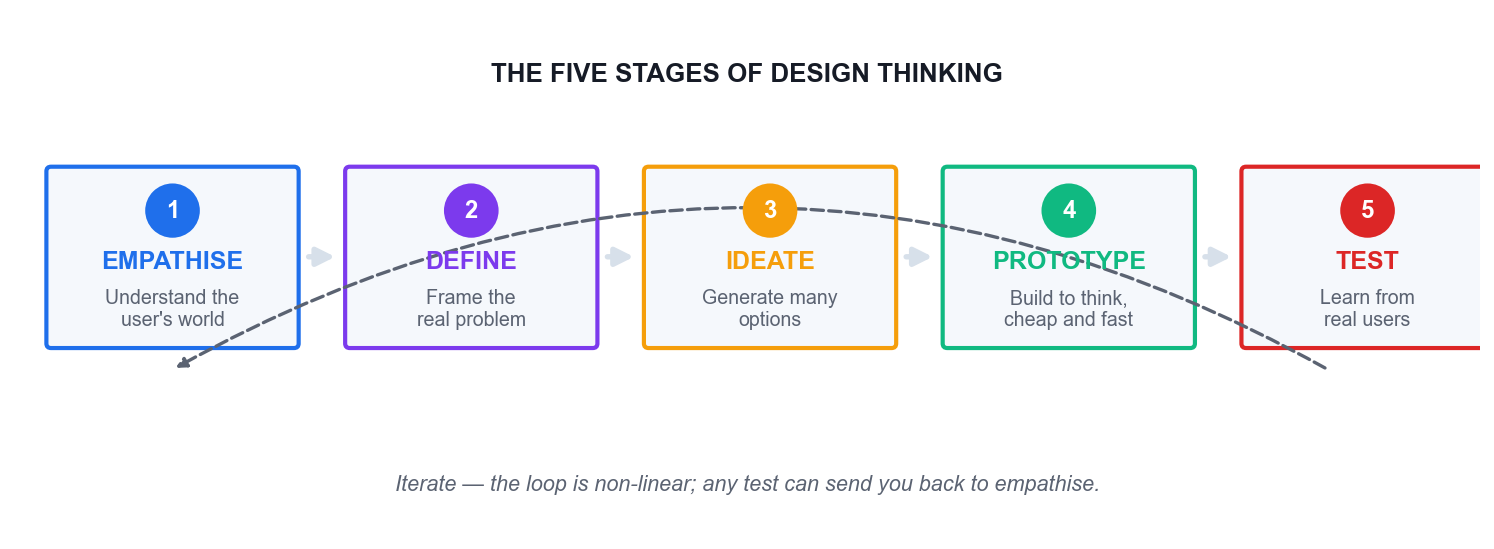 THE FIVE STAGES OF DESIGN THINKING
1
EMPATHISE
Understand the
user's world
2
DEFINE
Frame the
real problem
3
IDEATE
Generate many
options
4
PROTOTYPE
Build to think,
cheap and fast
5
TEST
Learn from
real users
Iterate — the loop is non-linear; any test can send you back to empathise.